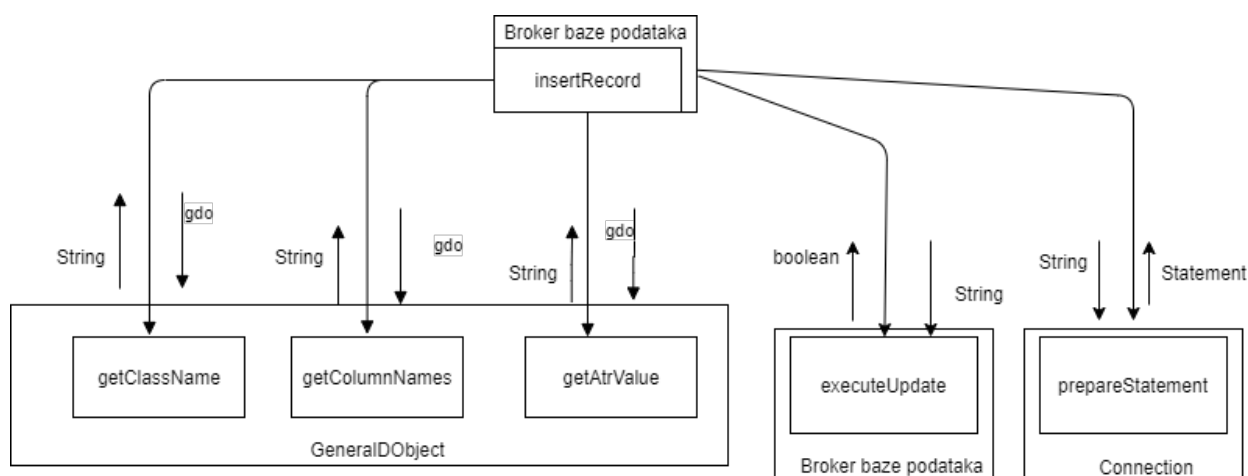 Broker baze podataka
insertRecord
gdo
gdo
gdo
String
String
String
boolean
String
String
Statement
getClassName
getColumnNames
getAtrValue
executeUpdate
prepareStatement
GeneralDObject
Broker baze podataka
Connection